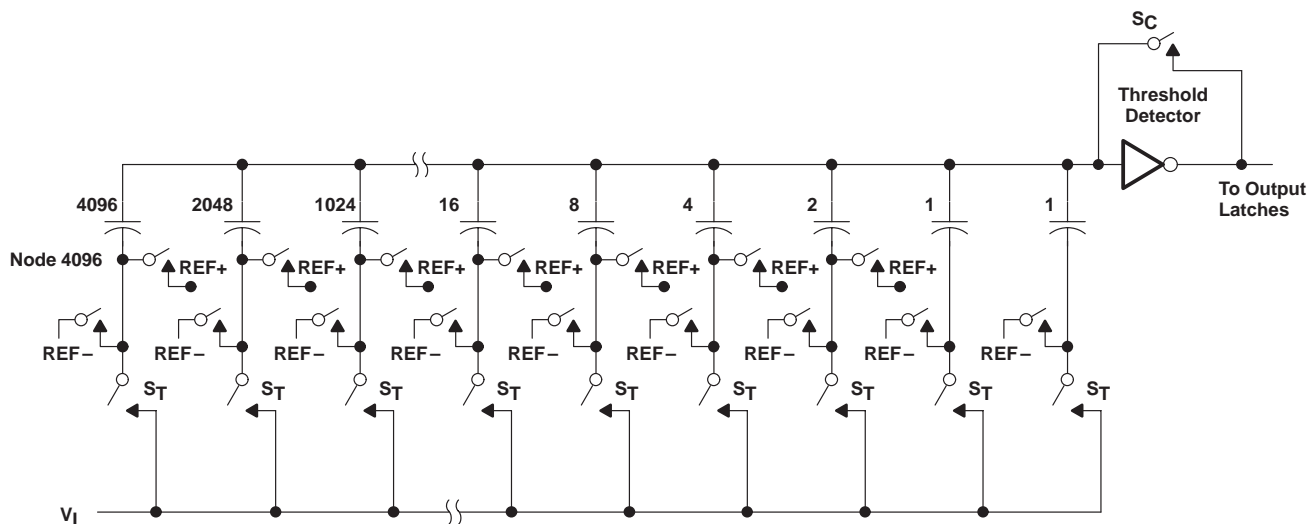 SC
Threshold
Detector
To Output
Latches
4096 2048 1024 16 8 4 2 1 1
Node 4096 REF+ REF+ REF+ REF+ REF+ REF+ REF+
REF– REF– REF– REF– REF– REF– REF– REF– REF–
ST ST ST ST ST ST ST ST ST
VI